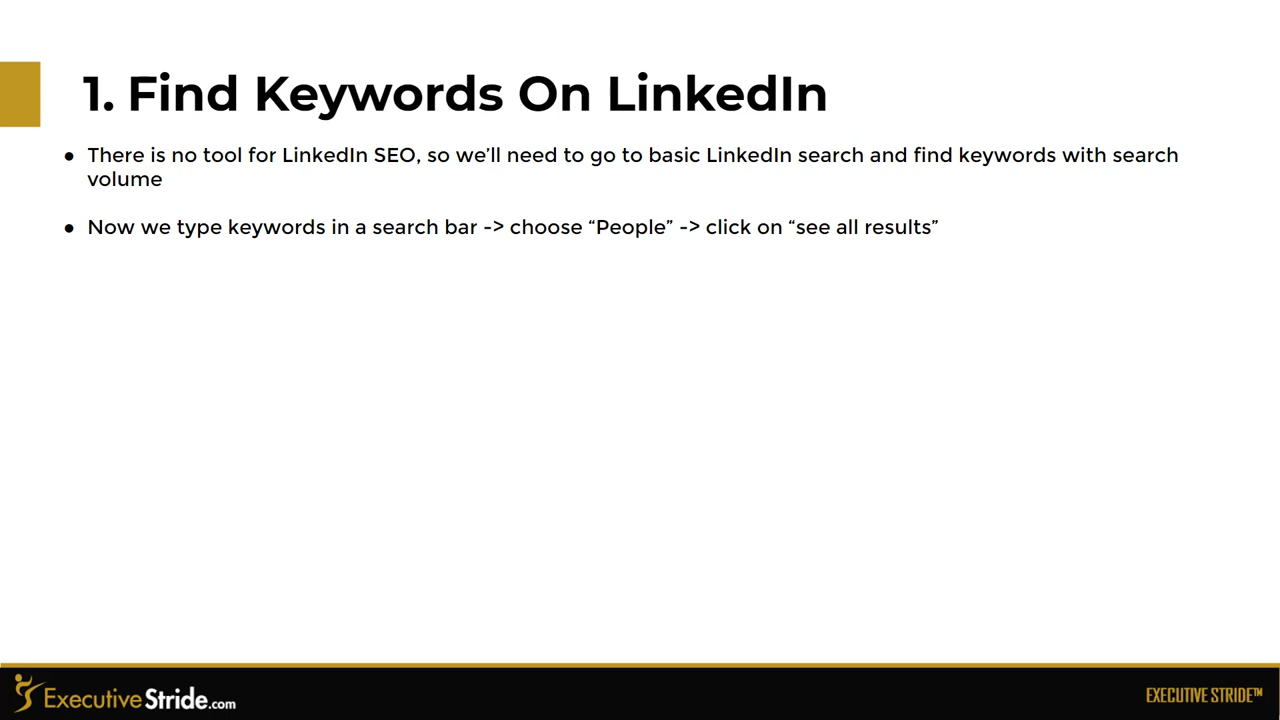 1. Find Keywords On LinkedIn
● There is no tool for LinkedIn SEO, so we’ll need to go to basic LinkedIn search and find keywords with search
volume
● Now we type keywords in a search bar -> choose “People” -> click on “see all results”
ExecutiveStride.com
EXECUTIVE STRIDE™